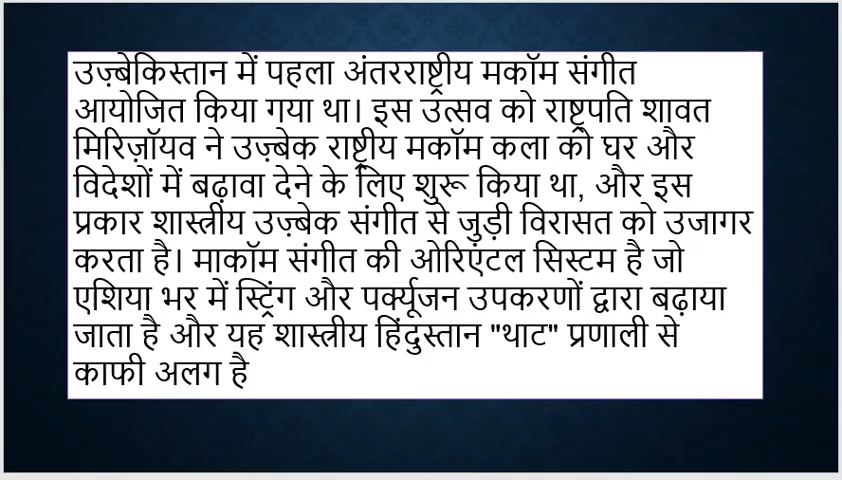 उज़्बेकिस्तान में पहला अंतरराष्ट्रीय मकॉम संगीत
आयोजित किया गया था। इस उत्सव को राष्ट्रपति शावत
मिरिज़ॉयव ने उज़्बेक राष्ट्रीय मकॉम कला को घर और
विदेशों में बढ़ावा देने के लिए शुरू किया था, और इस
प्रकार शास्त्रीय उज़्बेक संगीत से जुड़ी विरासत को उजागर
करता है। माकॉम संगीत की ओरिएंटल सिस्टम है जो
एशिया भर में स्ट्रिंग और पर्क्यूजन उपकरणों द्वारा बढ़ाया
जाता है और यह शास्त्रीय हिंदुस्तान "थाट" प्रणाली से
काफी अलग है